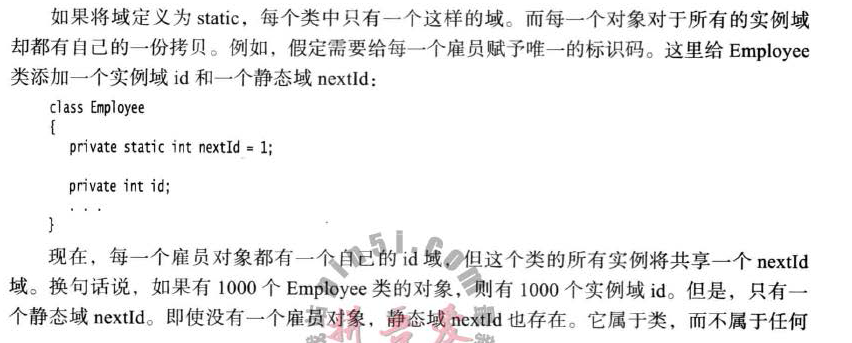 如果将域定义为 static，每个类中只有一个这样的域。而每一个对象对于所有的实例域
却都有自己的一份拷贝。例如，假定需要给每一个雇员赋予唯一的标识码。这里给 Employee
类添加一个实例域 id 和一个静态域 nextId：
class Employee
{
private static int nextId = 1;
private int id;
. . .
}
现在，每一个雇员对象都有一个自己的 id 域，但这个类的所有实例将共享一个 nextId
域。换句话说，如果有 1000 个 Employee 类的对象，则有 1000 个实例域 id。但是，只有一
个静态域 nextId。即使没有一个雇员对象，静态域 nextId 也存在。它属于类，而不属于任何